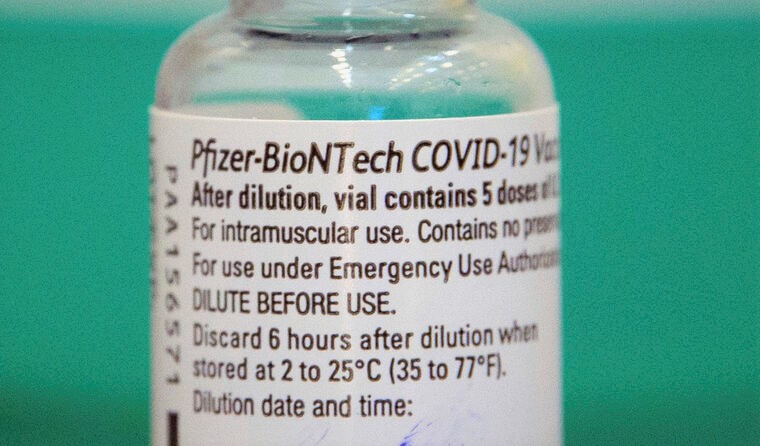 Pfizer-BioNTech COVID-19
After dilution, vial contains 5 doses of
For intramuscular use. Contains no
For use under Emergency Use
DILUTE BEFORE USE.
Discard 6 hours after dilution when
stored at 2 to 25°C (35 to 77°F).
Dilution date and time:
PAA156571